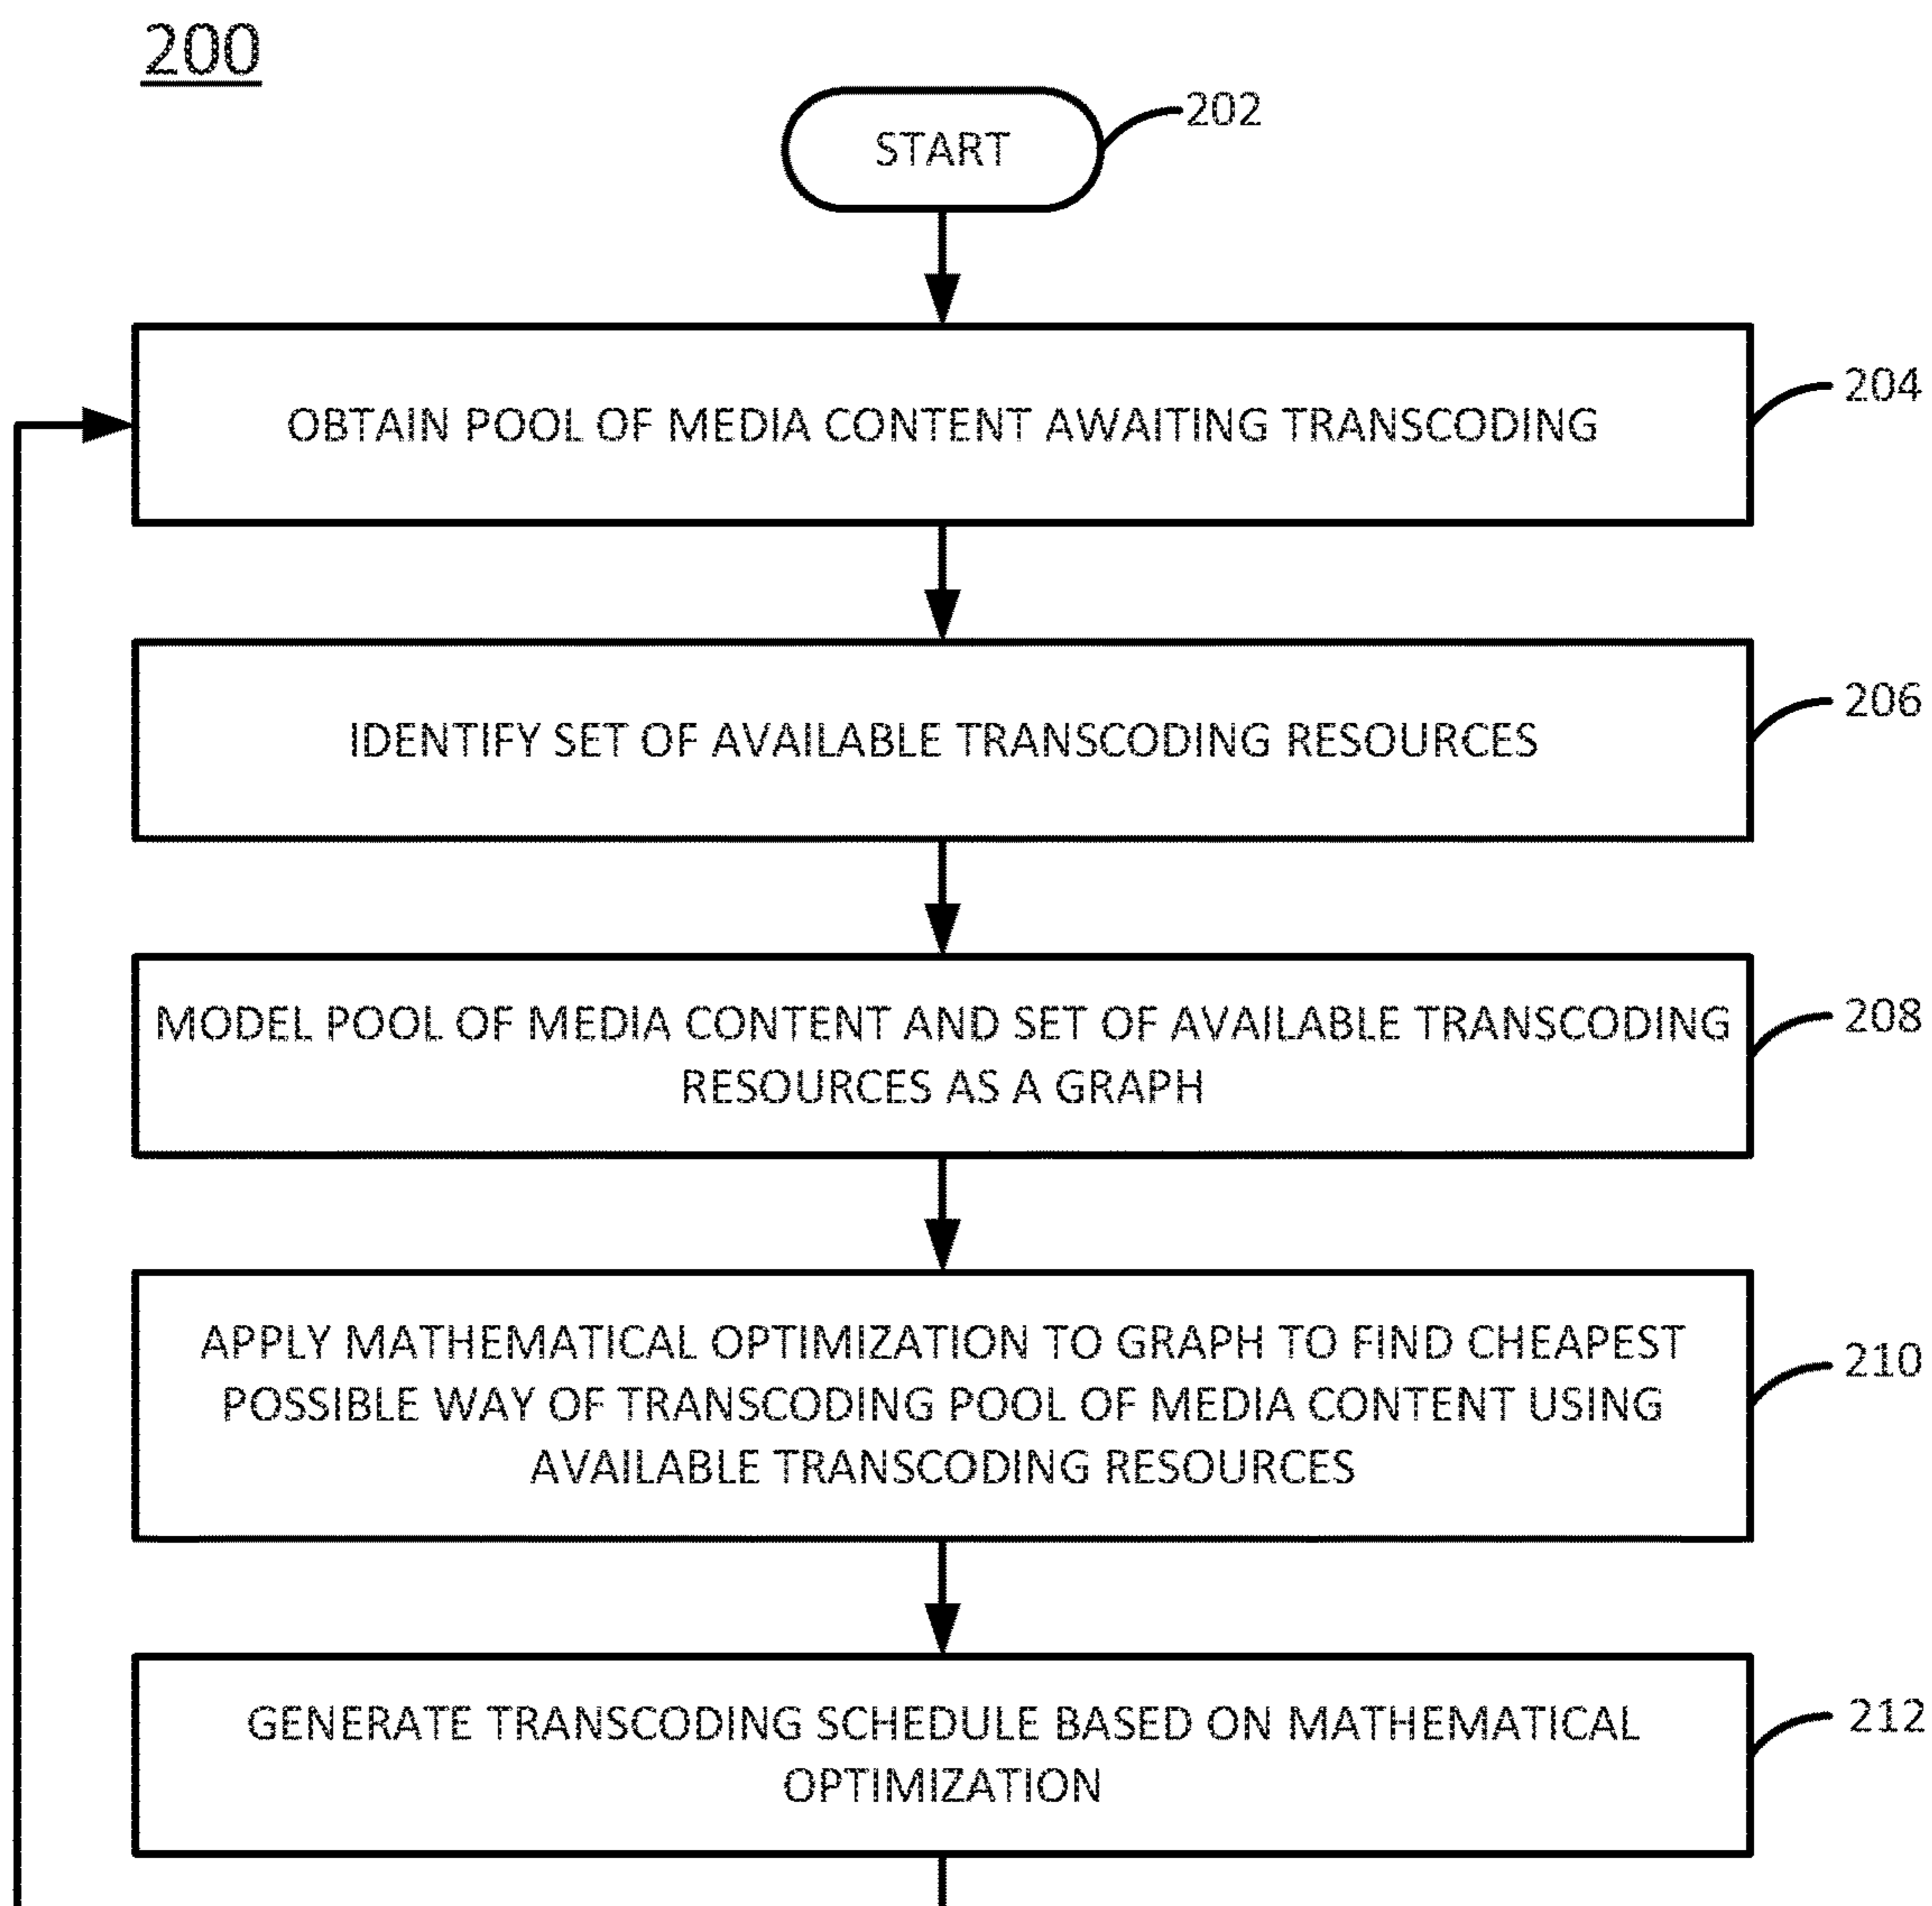 200
START
202
OBTAIN POOL OF MEDIA CONTENT AWAITING TRANSCODING
204
IDENTIFY SET OF AVAILABLE TRANSCODING RESOURCES
206
MODEL POOL OF MEDIA CONTENT AND SET OF AVAILABLE TRANSCODING
RESOURCES AS A GRAPH
208
APPLY MATHEMATICAL OPTIMIZATION TO GRAPH TO FIND CHEAPEST
POSSIBLE WAY OF TRANSCODING POOL OF MEDIA CONTENT USING
AVAILABLE TRANSCODING RESOURCES
210
GENERATE TRANSCODING SCHEDULE BASED ON MATHEMATICAL
OPTIMIZATION
212